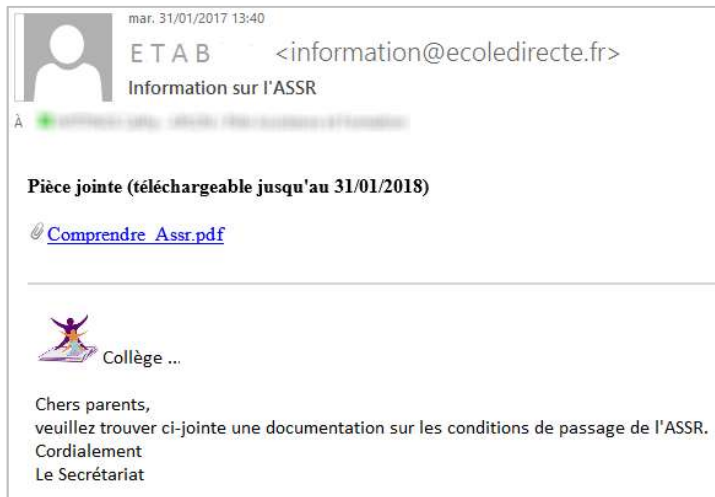 mar. 31/01/2017 13:40
ETAB <information@ecoledirecte.fr>
Information sur l'ASSR
À
Pièce jointe (téléchargeable jusqu'au 31/01/2018)
Comprendre_Assr.pdf
Collège ...
Chers parents,
veuillez trouver ci-jointe une documentation sur les conditions de passage de l'ASSR.
Cordialement
Le Secrétariat